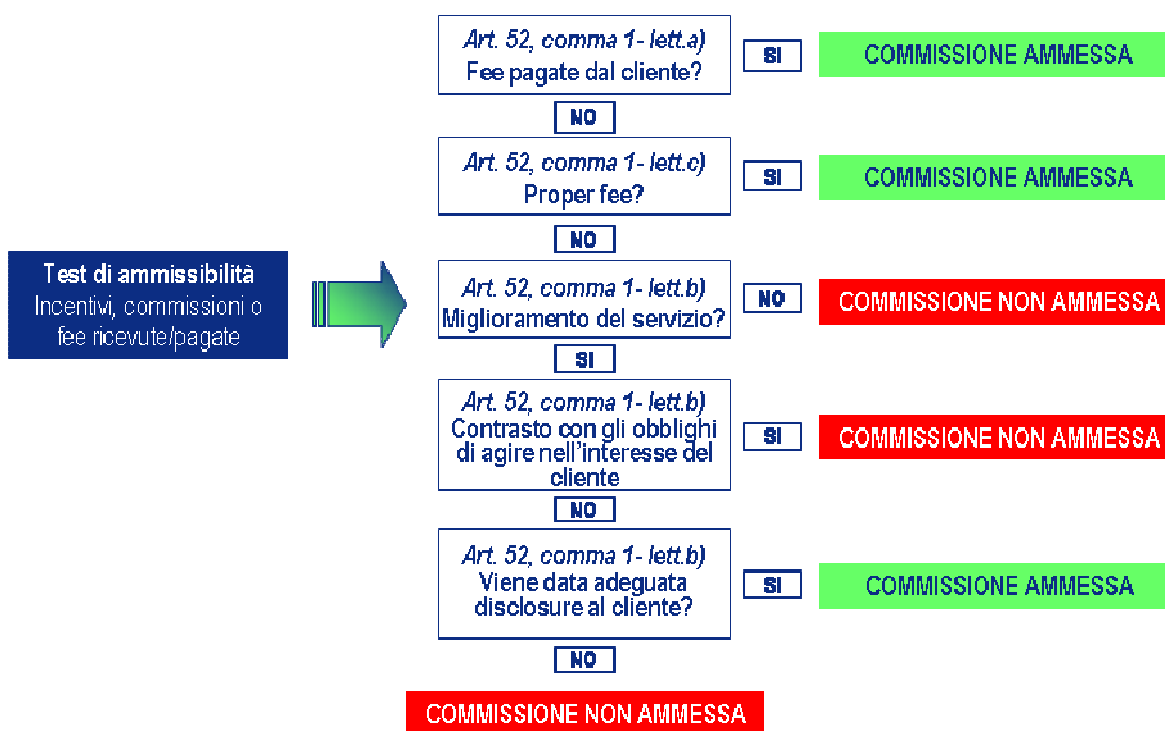 Art. 52, comma 1- lett.a)
Fee pagate dal cliente?
SI
COMMISSIONE AMMESSA
NO
Art. 52, comma 1- lett.c)
Proper fee?
SI
COMMISSIONE AMMESSA
NO
Test di ammissibilità
Incentivi, commissioni o
fee ricevute/pagate
Art. 52, comma 1- lett.b)
Miglioramento del servizio?
NO
COMMISSIONE NON AMMESSA
SI
Art. 52, comma 1- lett.b)
Contrasto con gli obblighi
di agire nell'interesse del
cliente
SI
COMMISSIONE NON AMMESSA
NO
Art. 52, comma 1- lett.b)
Viene data adeguata
disclosure al cliente?
SI
COMMISSIONE AMMESSA
NO
COMMISSIONE NON AMMESSA